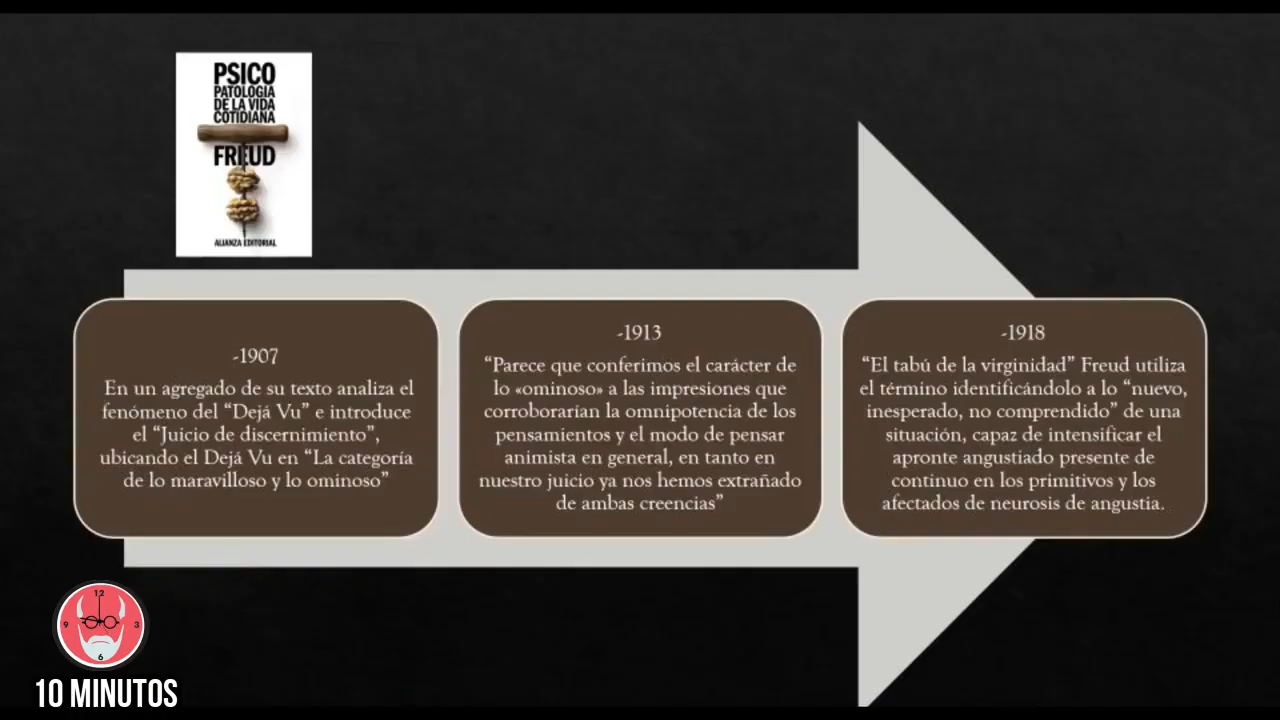 PSICO
PATOLOGÍA
DE LA VIDA
COTIDIANA
FREUD
ALIANZA EDITORIAL
-1907
En un agregado de su texto analiza el
fenómeno del “Dejá Vu” e introduce
el “Juicio de discernimiento”,
ubicando el Dejá Vu en “La categoría
de lo maravilloso y lo ominoso”
-1913
“Parece que conferimos el carácter de
lo «ominoso» a las impresiones que
corroborarían la omnipotencia de los
pensamientos y el modo de pensar
animista en general, en tanto en
nuestro juicio ya nos hemos extrañado
de ambas creencias”
-1918
“El tabú de la virginidad” Freud utiliza
el término identificándolo a lo “nuevo,
inesperado, no comprendido” de una
situación, capaz de intensificar el
apronte angustiado presente de
continuo en los primitivos y los
afectados de neurosis de angustia.
12
9 3
6
10 MINUTOS